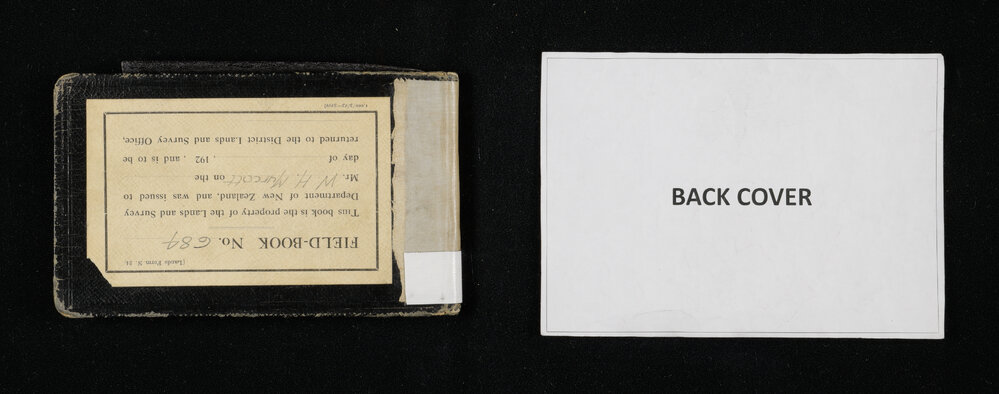 [Lands Form N. 24.
FIELD-BOOK No. 684
This book is the property of the Lands and Survey
Department of New Zealand, and was issued to
Mr. W. H. on the
day of , 192 , and is to be
returned to the District Lands and Survey Office,
BACK COVER